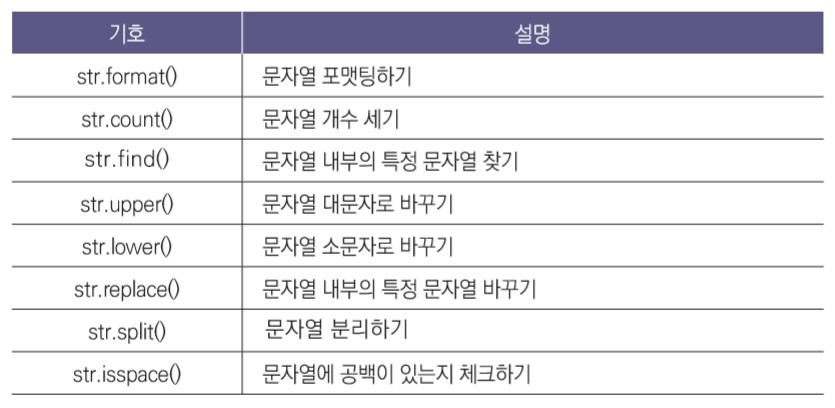 기호 설명
str.format() 문자열 포맷팅하기
str.count() 문자열 개수 세기
str.find() 문자열 내부의 특정 문자열 찾기
str.upper() 문자열 대문자로 바꾸기
str.lower() 문자열 소문자로 바꾸기
str.replace() 문자열 내부의 특정 문자열 바꾸기
str.split() 문자열 분리하기
str.isspace() 문자열에 공백이 있는지 체크하기